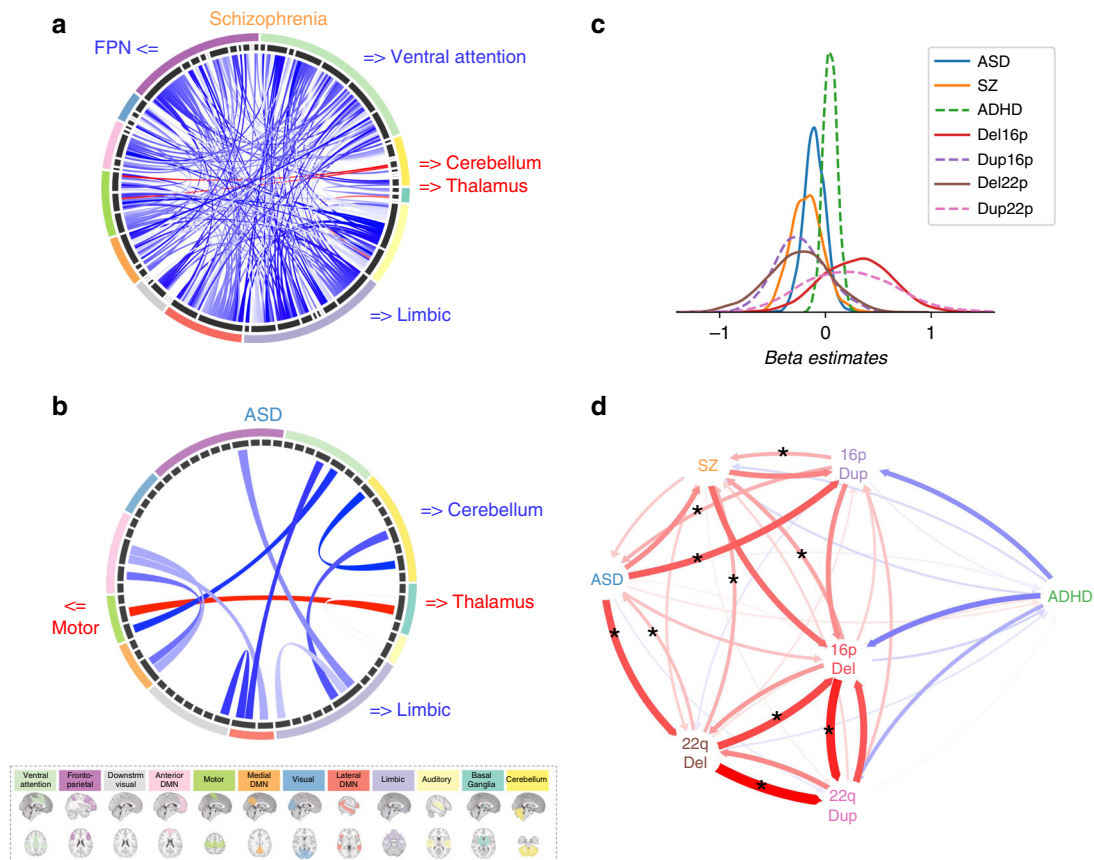 a
Schizophrenia
FPN <=
=> Ventral attention
=> Cerebellum
=> Thalamus
=> Limbic
c
ASD
SZ
ADHD
Del16p
Dup16p
Del22p
Dup22p
−1
0
1
Beta estimates
b
ASD
=> Cerebellum
=> Thalamus
<=
Motor
=> Limbic
Ventral attention
Fronto-parietal
Downstrm visual
Anterior DMN
Motor
Medial DMN
Visual
Lateral DMN
Limbic
Auditory
Basal Ganglia
Cerebellum
d
SZ
16p
Dup
ASD
ADHD
16p
Del
22q
Del
22q
Dup
*
*
*
*
*
*
*
*
*
*